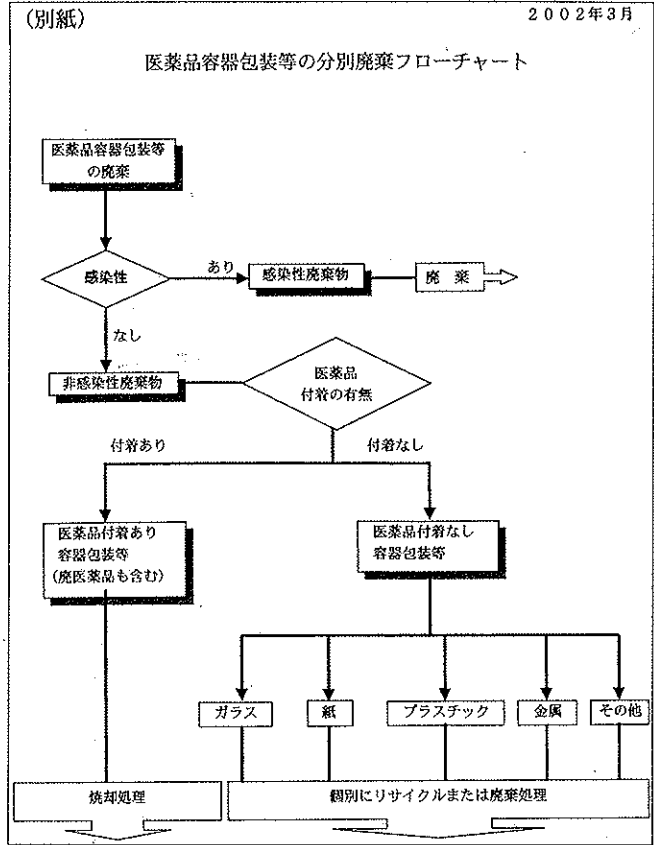 (別紙)
2002年3月
医薬品容器包装等の分別廃棄フローチャート
医薬品容器包装等
の廃棄
感染性
あり
感染性廃棄物
廃 棄
なし
非感染性廃棄物
医薬品
付着の有無
付着あり
付着なし
医薬品付着あり
容器包装等
(廃医薬品も含む)
医薬品付着なし
容器包装等
ガラス
紙
プラスチック
金属
その他
焼却処理
個別にリサイクルまたは廃棄処理